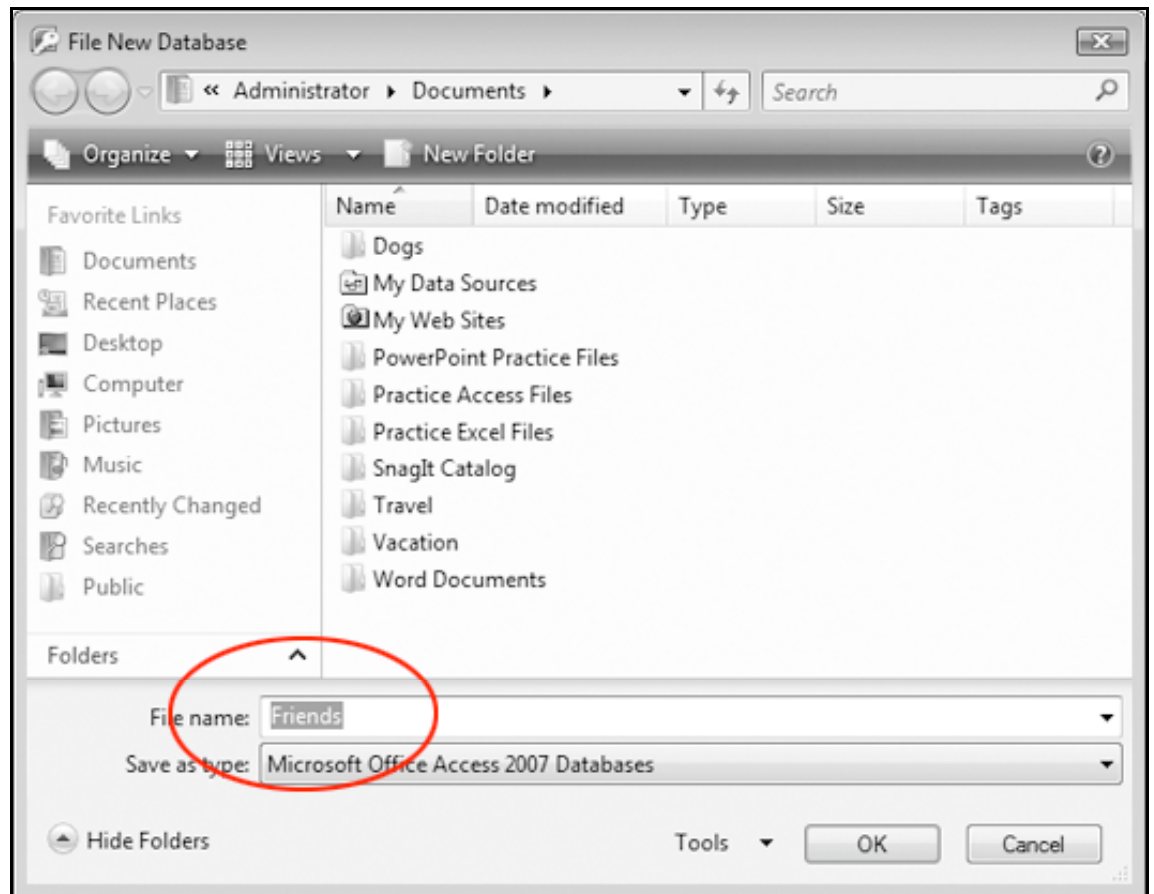 File New Database
« Administrator ▸ Documents ▸
Search
Organize Views New Folder
Favorite Links
Documents
Recent Places
Desktop
Computer
Pictures
Music
Recently Changed
Searches
Public
Folders
Name Date modified Type Size Tags
Dogs
My Data Sources
My Web Sites
PowerPoint Practice Files
Practice Access Files
Practice Excel Files
SnagIt Catalog
Travel
Vacation
Word Documents
File name: Friends
Save as type: Microsoft Office Access 2007 Databases
Hide Folders Tools OK Cancel